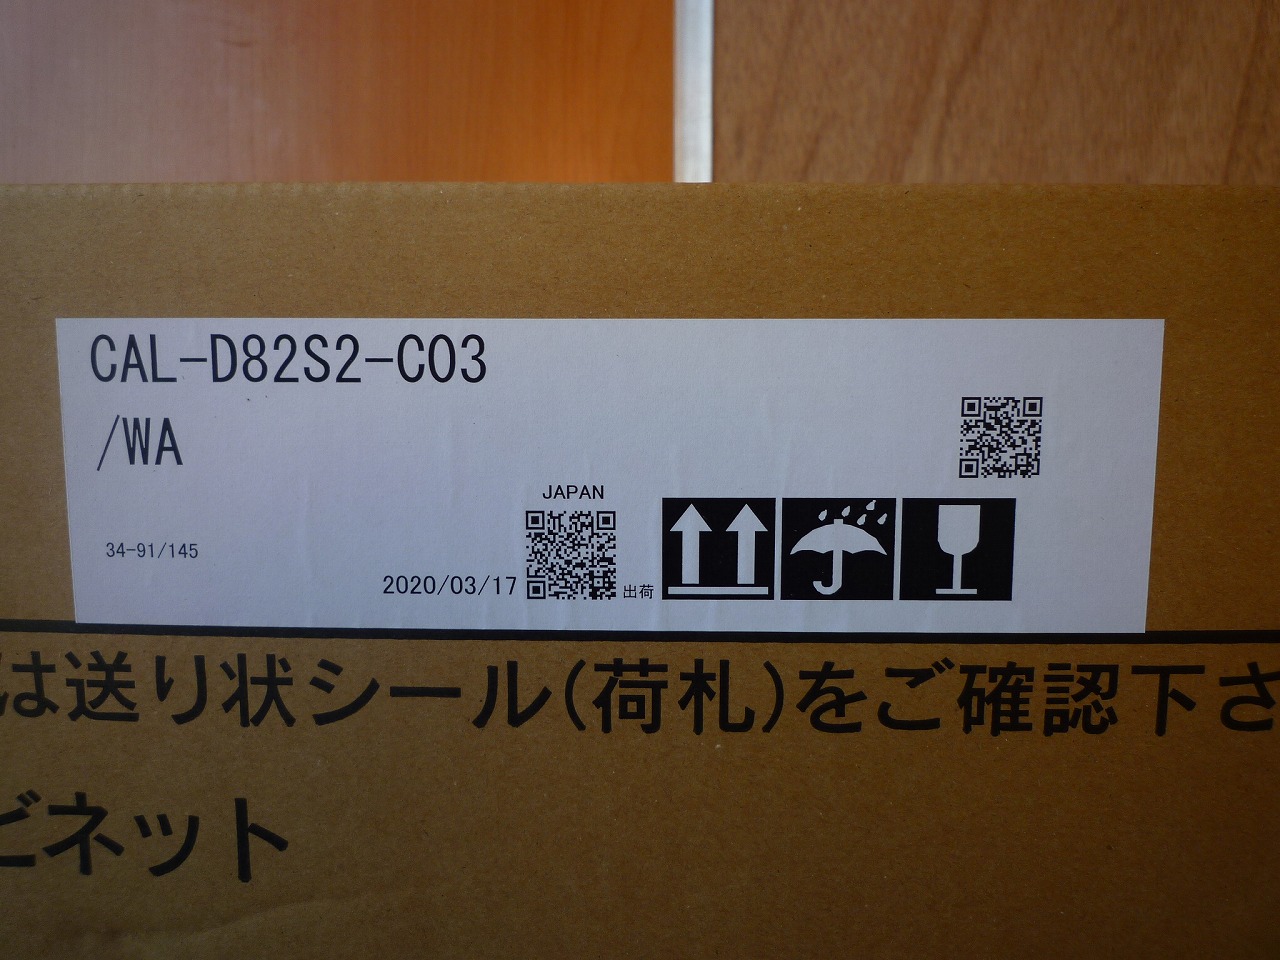 CAL-D82S2-C03
/WA
JAPAN
34-91/145
2020/03/17
出荷
は送り状シール(荷札)をご確認下さ
ビネット